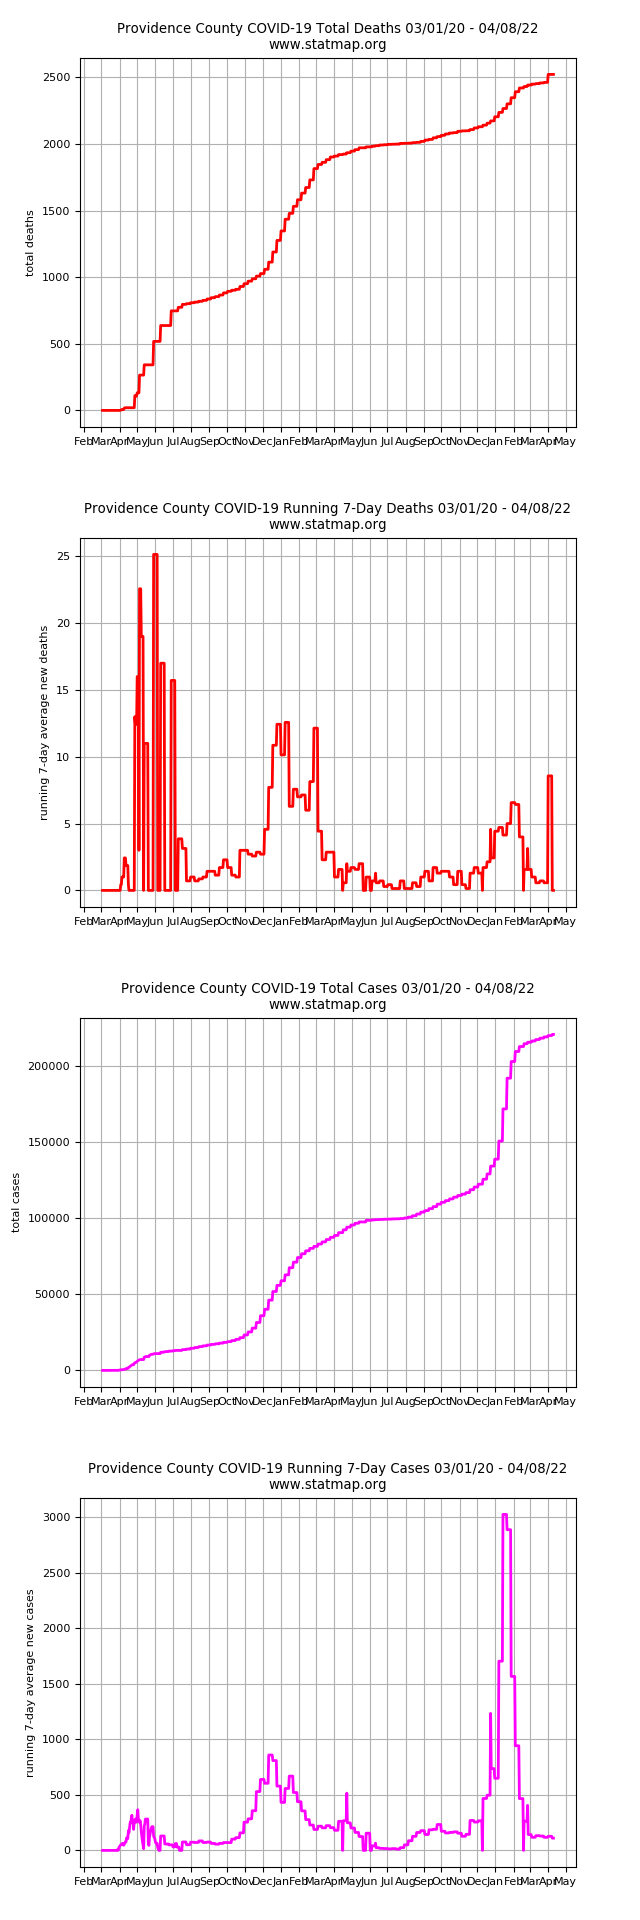 Providence County COVID-19 Total Deaths 03/01/20 - 04/08/22
www.statmap.org
total deaths
2500
2000
1500
1000
500
0
Feb Mar Apr May Jun Jul Aug Sep Oct Nov Dec Jan Feb Mar Apr May Jun Jul Aug Sep Oct Nov Dec Jan Feb Mar Apr May
Providence County COVID-19 Running 7-Day Deaths 03/01/20 - 04/08/22
www.statmap.org
running 7-day average new deaths
25
20
15
10
5
0
Feb Mar Apr May Jun Jul Aug Sep Oct Nov Dec Jan Feb Mar Apr May Jun Jul Aug Sep Oct Nov Dec Jan Feb Mar Apr May
Providence County COVID-19 Total Cases 03/01/20 - 04/08/22
www.statmap.org
total cases
200000
150000
100000
50000
0
Feb Mar Apr May Jun Jul Aug Sep Oct Nov Dec Jan Feb Mar Apr May Jun Jul Aug Sep Oct Nov Dec Jan Feb Mar Apr May
Providence County COVID-19 Running 7-Day Cases 03/01/20 - 04/08/22
www.statmap.org
running 7-day average new cases
3000
2500
2000
1500
1000
500
0
Feb Mar Apr May Jun Jul Aug Sep Oct Nov Dec Jan Feb Mar Apr May Jun Jul Aug Sep Oct Nov Dec Jan Feb Mar Apr May